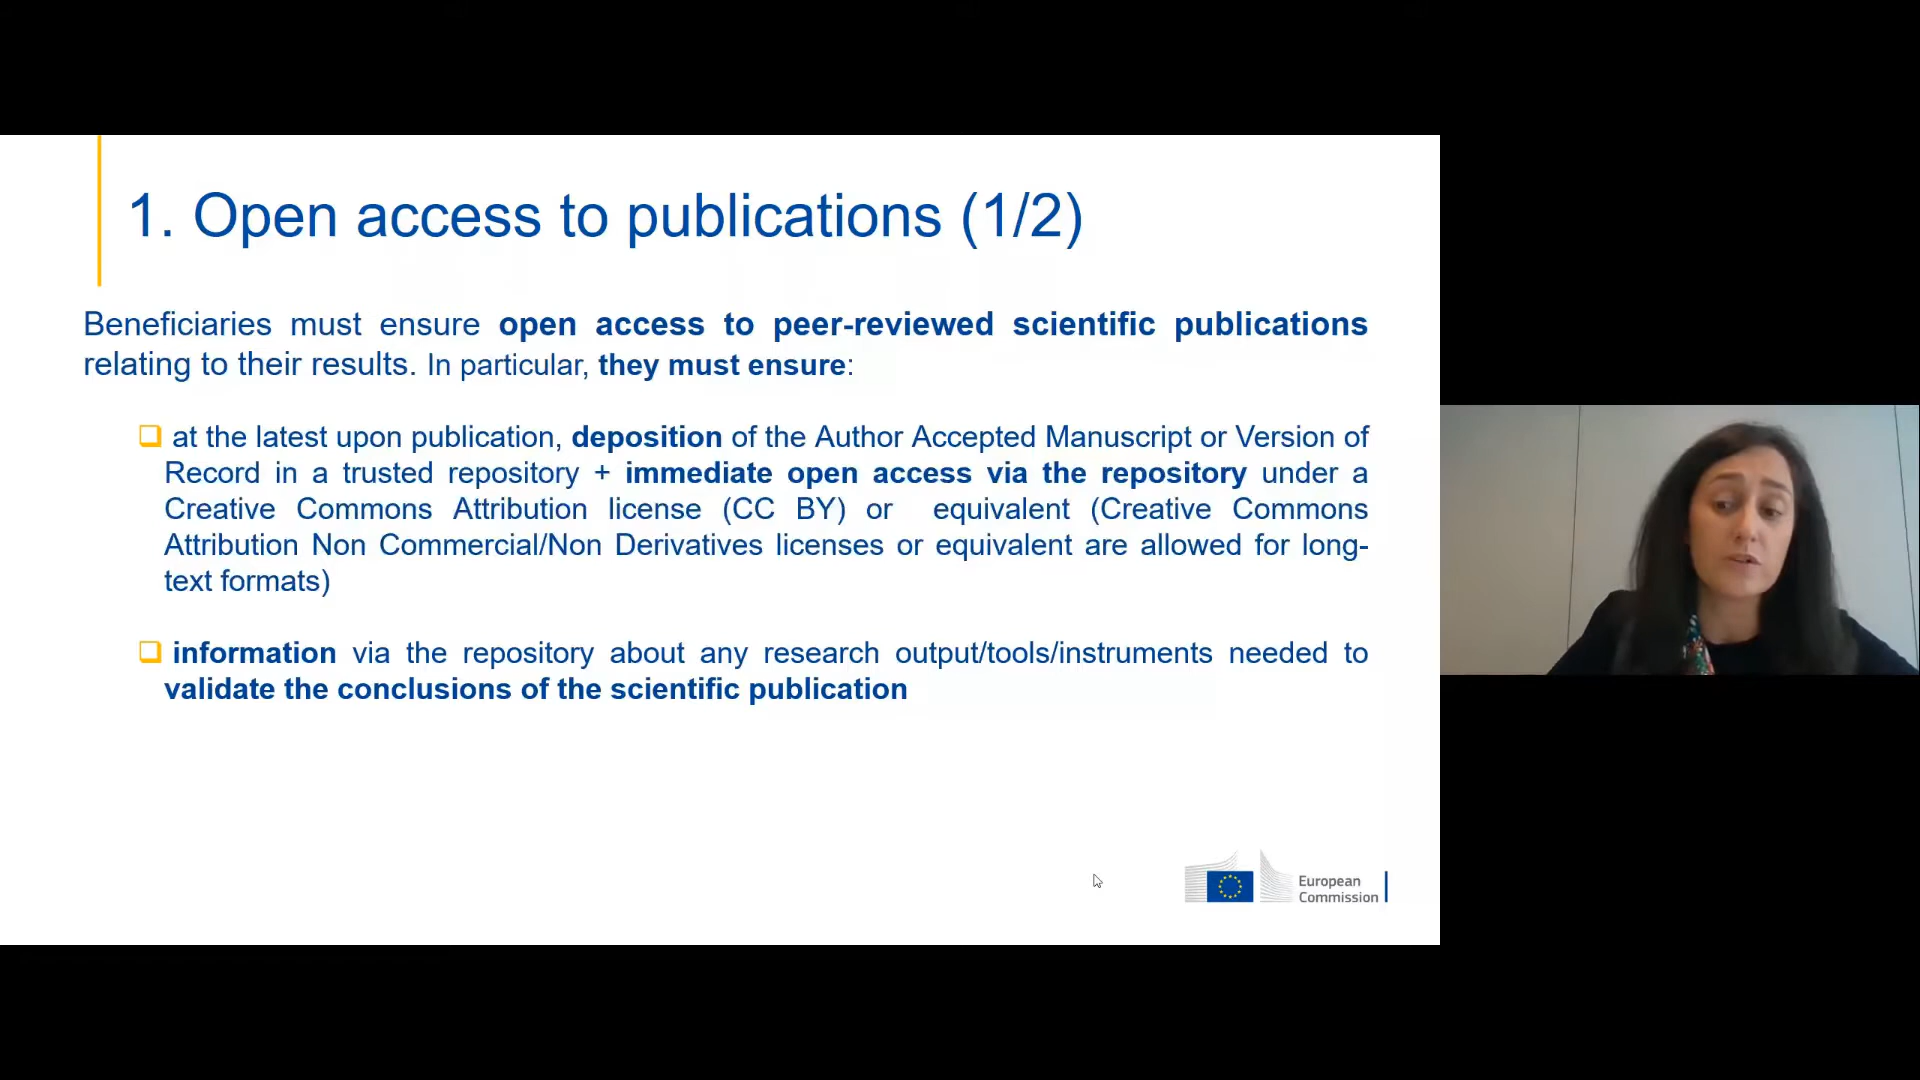 1. Open access to publications (1/2)
Beneficiaries must ensure open access to peer-reviewed scientific publications
relating to their results. In particular, they must ensure:
at the latest upon publication, deposition of the Author Accepted Manuscript or Version of
Record in a trusted repository + immediate open access via the repository under a
Creative Commons Attribution license (CC BY) or equivalent (Creative Commons
Attribution Non Commercial/Non Derivatives licenses or equivalent are allowed for long-
text formats)
information via the repository about any research output/tools/instruments needed to
validate the conclusions of the scientific publication
European
Commission